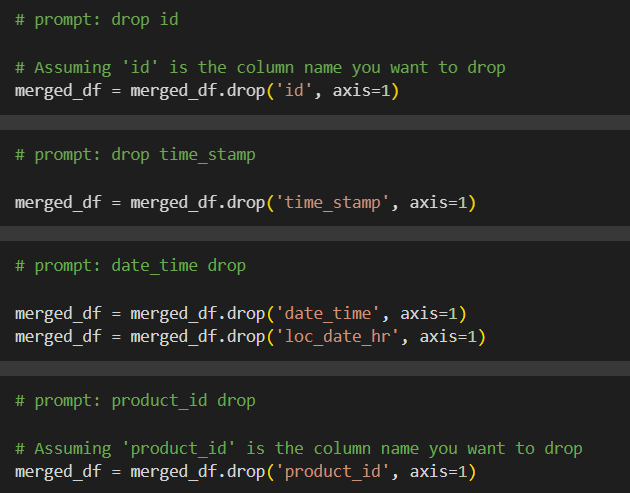 # prompt: drop id
# Assuming 'id' is the column name you want to drop
merged_df = merged_df.drop('id', axis=1)
# prompt: drop time_stamp
merged_df = merged_df.drop('time_stamp', axis=1)
# prompt: date_time drop
merged_df = merged_df.drop('date_time', axis=1)
merged_df = merged_df.drop('loc_date_hr', axis=1)
# prompt: product_id drop
# Assuming 'product_id' is the column name you want to drop
merged_df = merged_df.drop('product_id', axis=1)